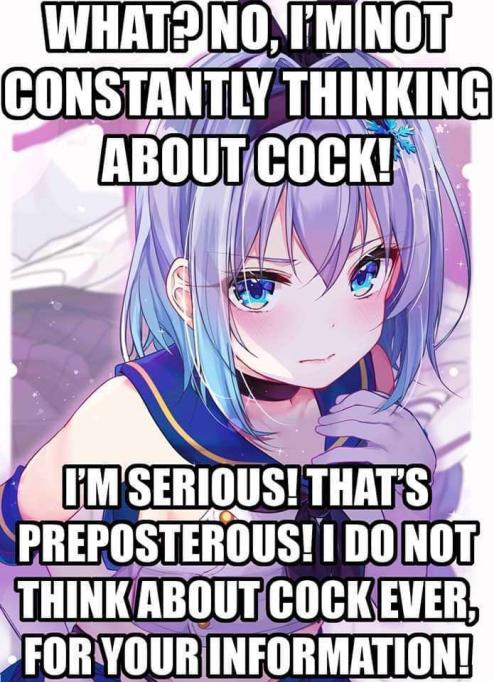 WHAT? NO, I'M NOT
CONSTANTLY THINKING
ABOUT COCK!
I'M SERIOUS! THAT'S
PREPOSTEROUS! I DO NOT
THINK ABOUT COCK EVER,
FOR YOUR INFORMATION!